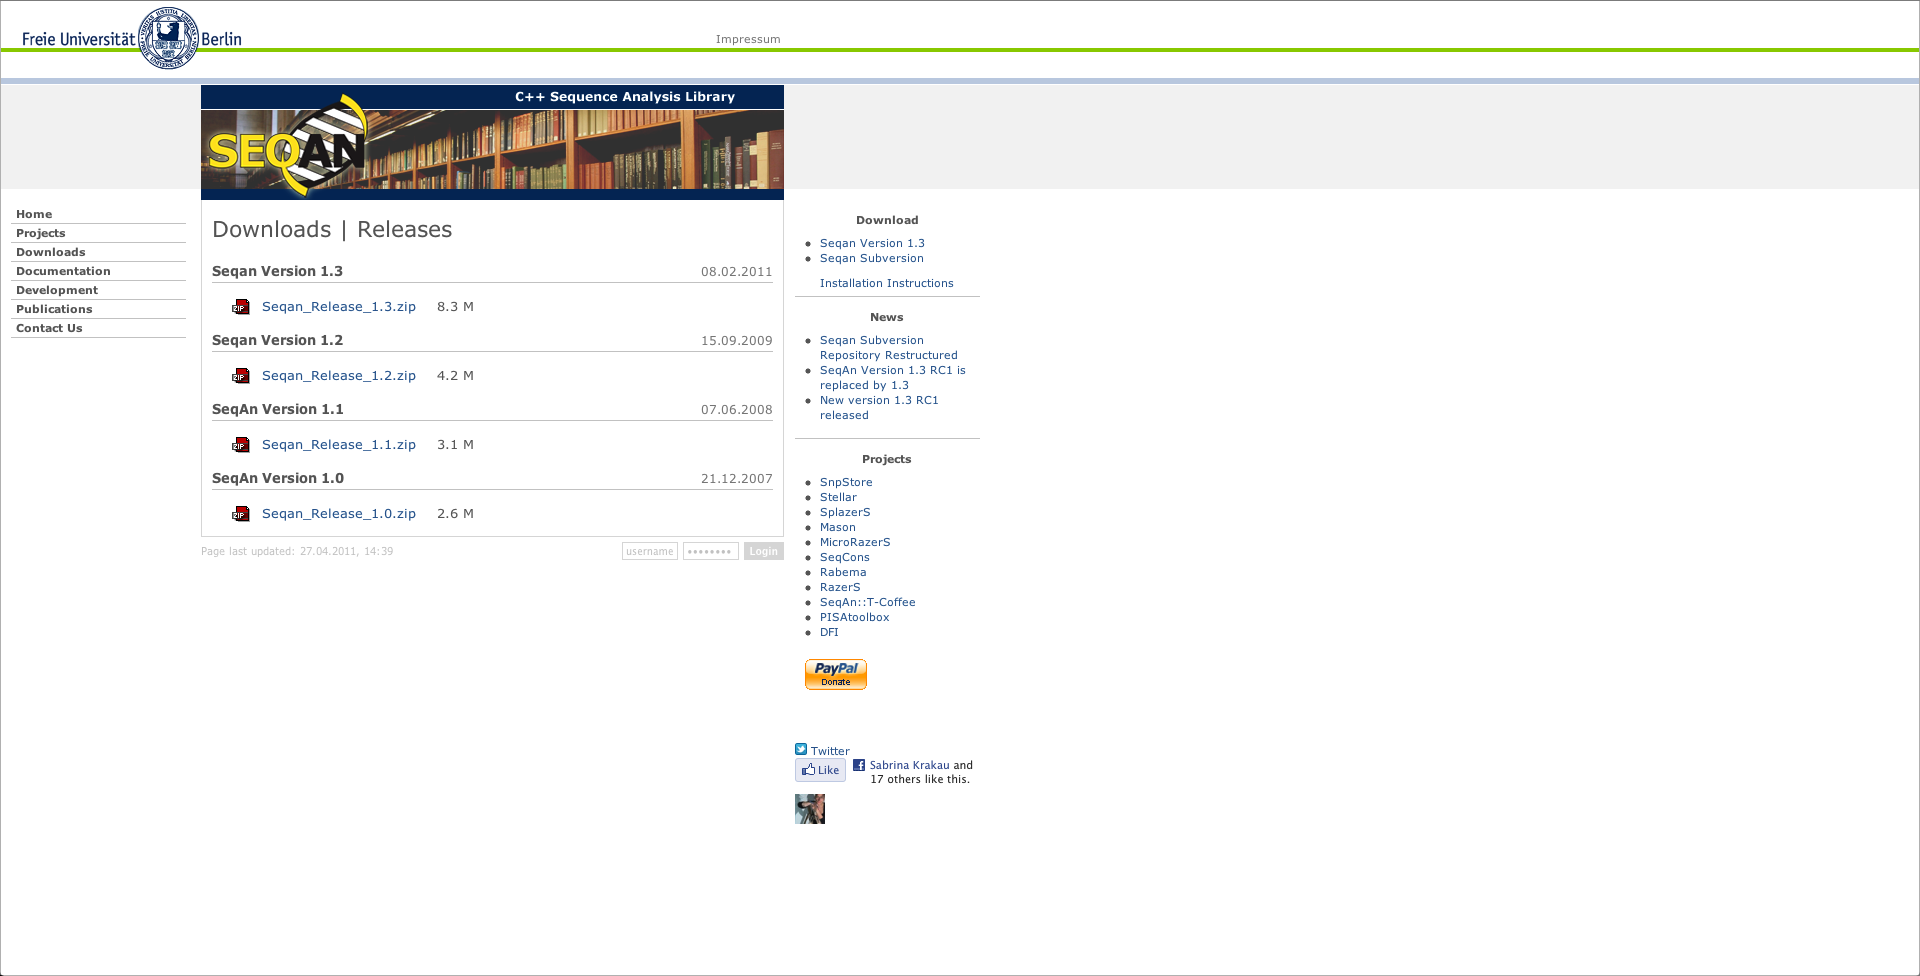 Freie Universität Berlin
Impressum
C++ Sequence Analysis Library
SEQAN
Home
Projects
Downloads
Documentation
Development
Publications
Contact Us
Downloads | Releases
Seqan Version 1.3 08.02.2011
ZIP Seqan_Release_1.3.zip 8.3 M
Seqan Version 1.2 15.09.2009
ZIP Seqan_Release_1.2.zip 4.2 M
SeqAn Version 1.1 07.06.2008
ZIP Seqan_Release_1.1.zip 3.1 M
SeqAn Version 1.0 21.12.2007
ZIP Seqan_Release_1.0.zip 2.6 M
Page last updated: 27.04.2011, 14:39
username •••••••• Login
Download
Seqan Version 1.3
Seqan Subversion
Installation Instructions
News
Seqan Subversion
Repository Restructured
SeqAn Version 1.3 RC1 is
replaced by 1.3
New version 1.3 RC1
released
Projects
SnpStore
Stellar
SplazerS
Mason
MicroRazerS
SeqCons
Rabema
RazerS
SeqAn::T-Coffee
PISAtoolbox
DFI
PayPal
Donate
Twitter
Like Sabrina Krakau and
17 others like this.